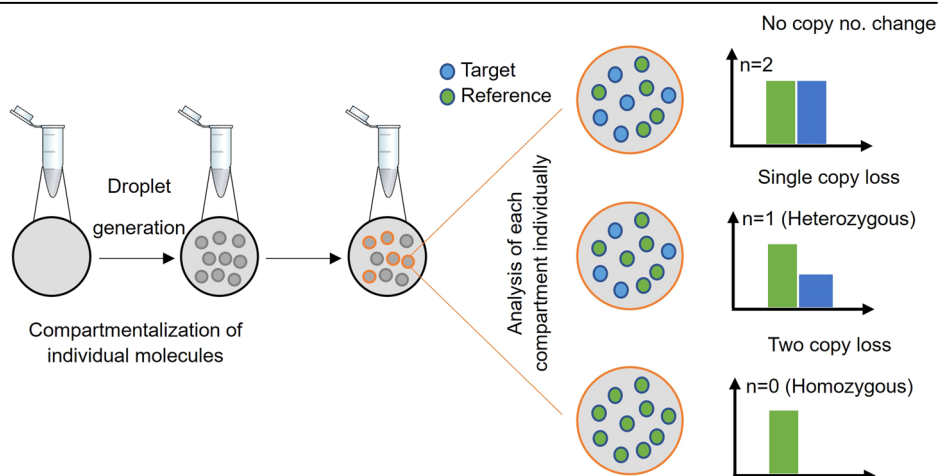 No copy no. change
Target
Reference
n=2
Droplet
generation
Analysis of each
compartment individually
Single copy loss
n=1 (Heterozygous)
Compartmentalization of
individual molecules
Two copy loss
n=0 (Homozygous)